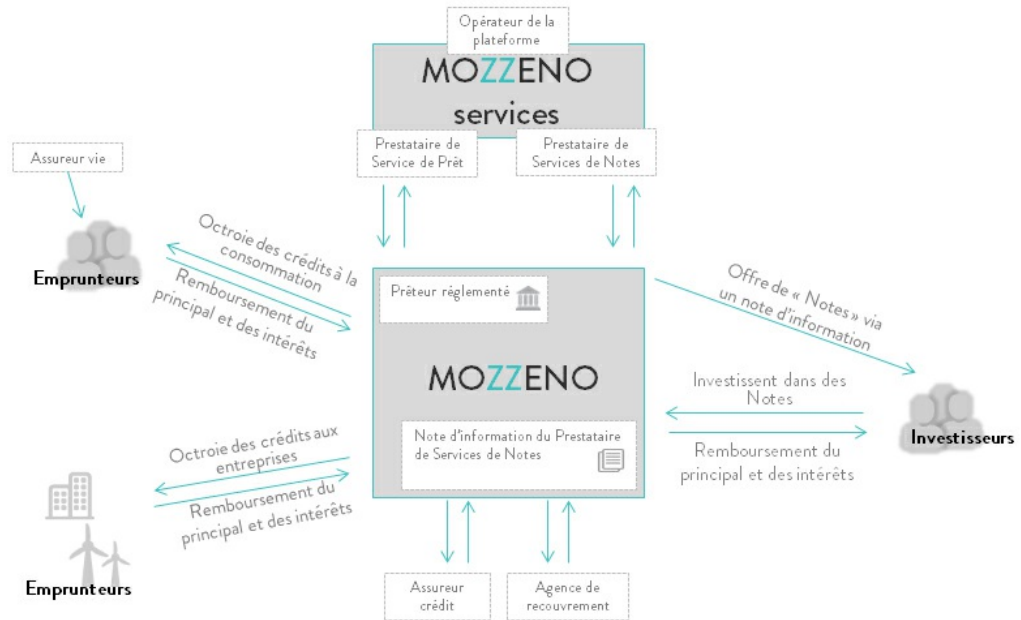 Opérateur de la
plateforme
MOZZENO
services
Prestataire de
Service de Prêt
Prestataire de
Services de Notes
Assureur vie
Emprunteurs
Octroie des crédits à la
consommation
Remboursement du
principal et des intérêts
Prêteur réglementé
MOZZENO
Note d'information du Prestataire
de Services de Notes
Offre de « Notes » via
un note d'information
Investissent dans des
Notes
Remboursement du
principal et des intérêts
Investisseurs
Octroie des crédits aux
entreprises
Remboursement du
principal et des intérêts
Emprunteurs
Assureur
crédit
Agence de
recouvrement